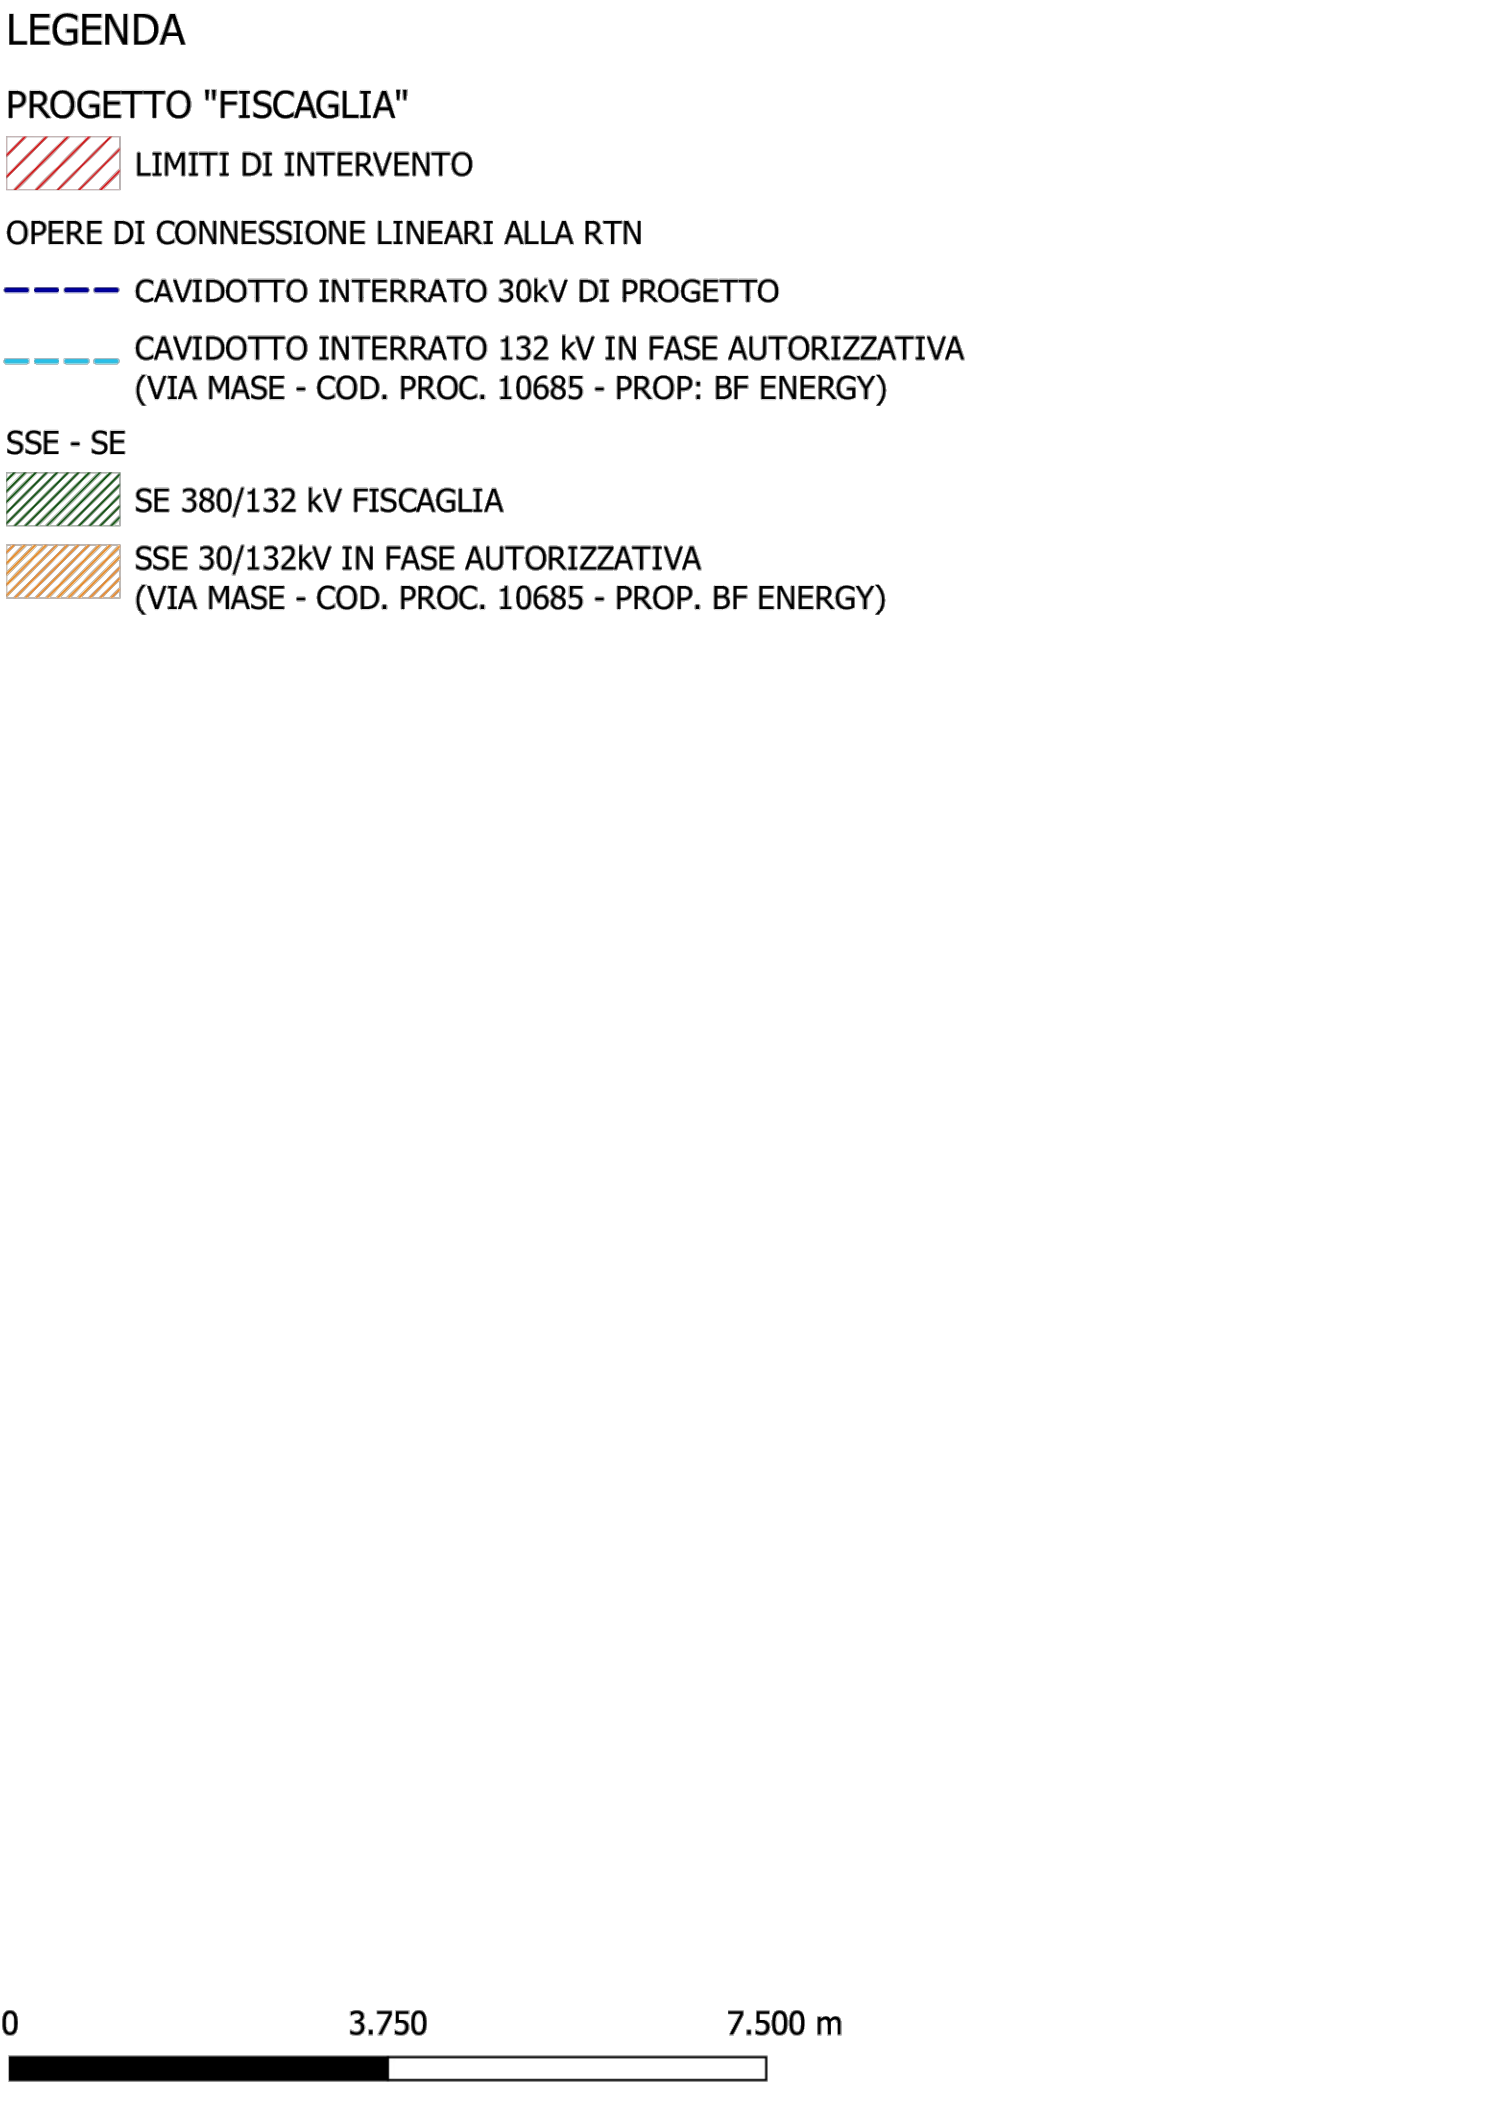 LEGENDA
PROGETTO "FISCAGLIA"
LIMITI DI INTERVENTO
OPERE DI CONNESSIONE LINEARI ALLA RTN
CAVIDOTTO INTERRATO 30kV DI PROGETTO
CAVIDOTTO INTERRATO 132 kV IN FASE AUTORIZZATIVA
(VIA MASE - COD. PROC. 10685 - PROP: BF ENERGY)
SSE - SE
SE 380/132 kV FISCAGLIA
SSE 30/132kV IN FASE AUTORIZZATIVA
(VIA MASE - COD. PROC. 10685 - PROP. BF ENERGY)
0 3.750 7.500 m